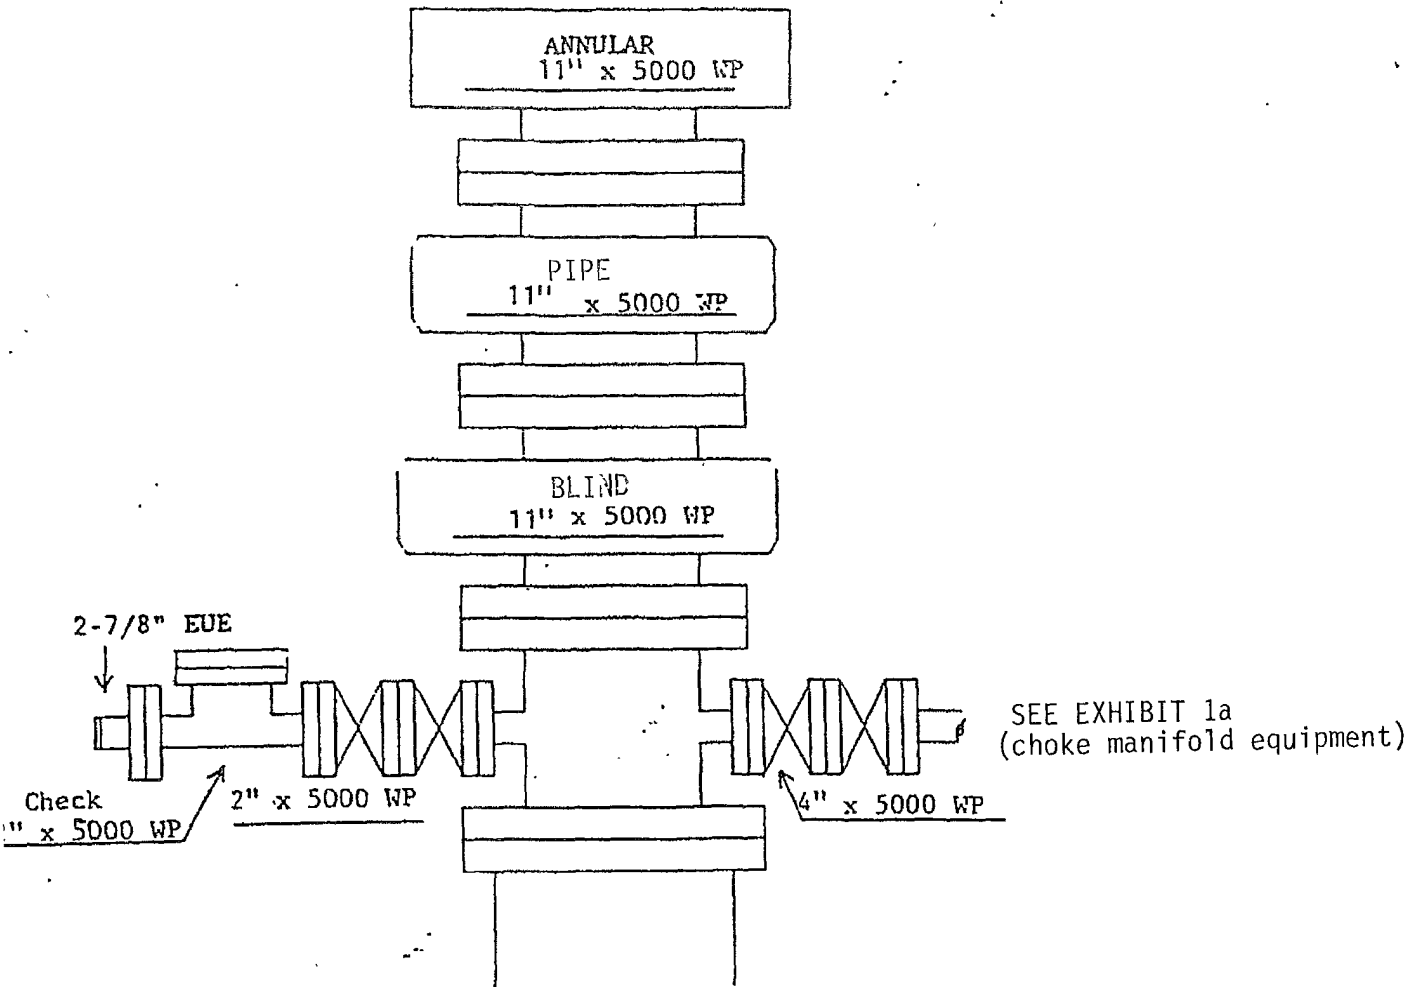 ANNULAR
11" x 5000 WP
PIPE
11" x 5000 WP
BLIND
11" x 5000 WP
2-7/8" EUE
SEE EXHIBIT 1a
(choke manifold equipment)
Check
" x 5000 WP
2" x 5000 WP
4" x 5000 WP